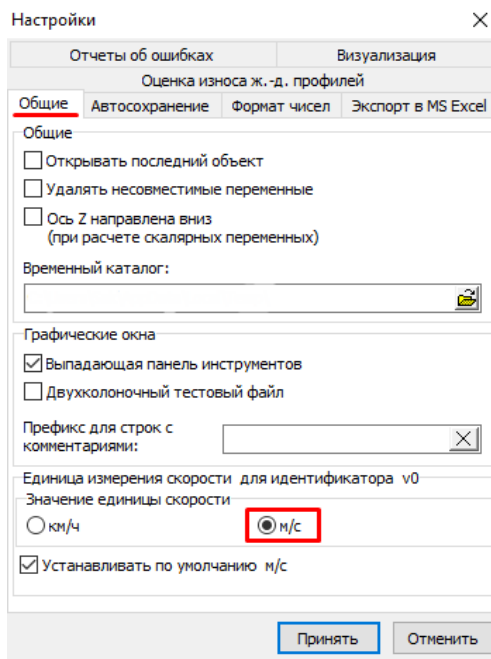 Настройки
Отчеты об ошибках Визуализация
Оценка износа ж.-д. профилей
Общие Автосохранение Формат чисел Экспорт в MS Excel
Общие
Открывать последний объект
Удалять несовместимые переменные
Ось Z направлена вниз
(при расчете скалярных переменных)
Временный каталог:
Графические окна
Выпадающая панель инструментов
Двухколоночный тестовый файл
Префикс для строк с
комментариями:
Единица измерения скорости для идентификатора v0
Значение единицы скорости
км/ч м/с
Устанавливать по умолчанию м/с
Принять Отменить